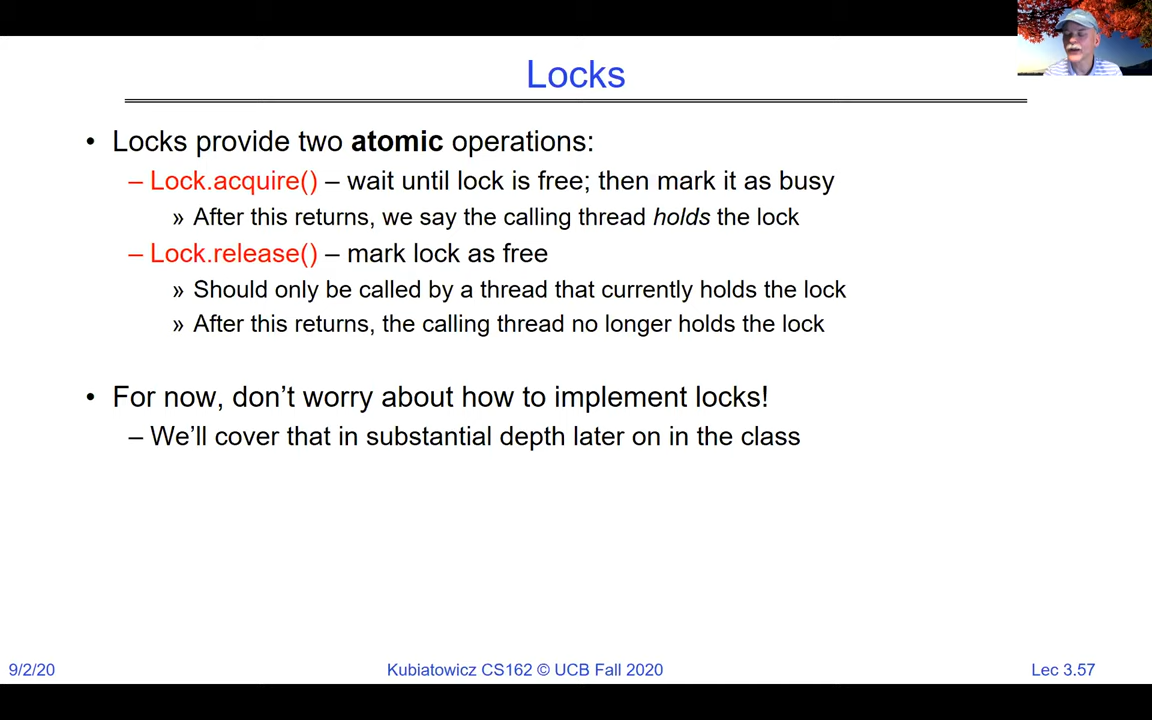 Locks
• Locks provide two atomic operations:
– Lock.acquire() – wait until lock is free; then mark it as busy
» After this returns, we say the calling thread holds the lock
– Lock.release() – mark lock as free
» Should only be called by a thread that currently holds the lock
» After this returns, the calling thread no longer holds the lock
• For now, don’t worry about how to implement locks!
– We’ll cover that in substantial depth later on in the class
9/2/20
Kubiatowicz CS162 © UCB Fall 2020
Lec 3.57